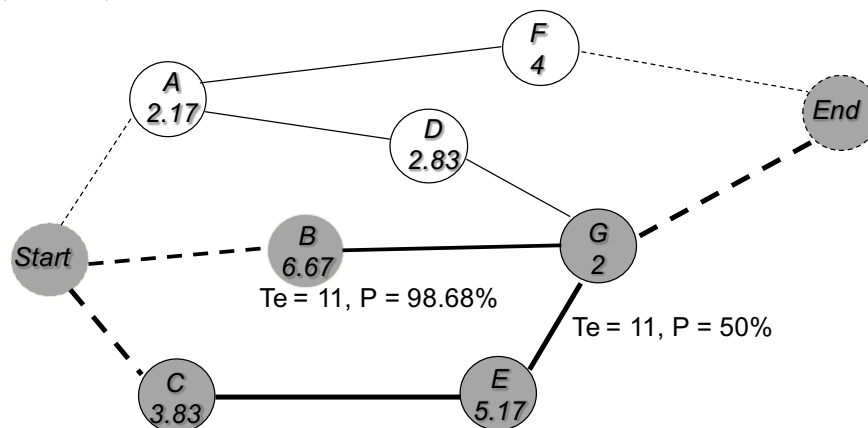 F
4
A
2.17
End
D
2.83
Start
B
6.67
G
2
Te = 11, P = 98.68%
Te = 11, P = 50%
C
3.83
E
5.17